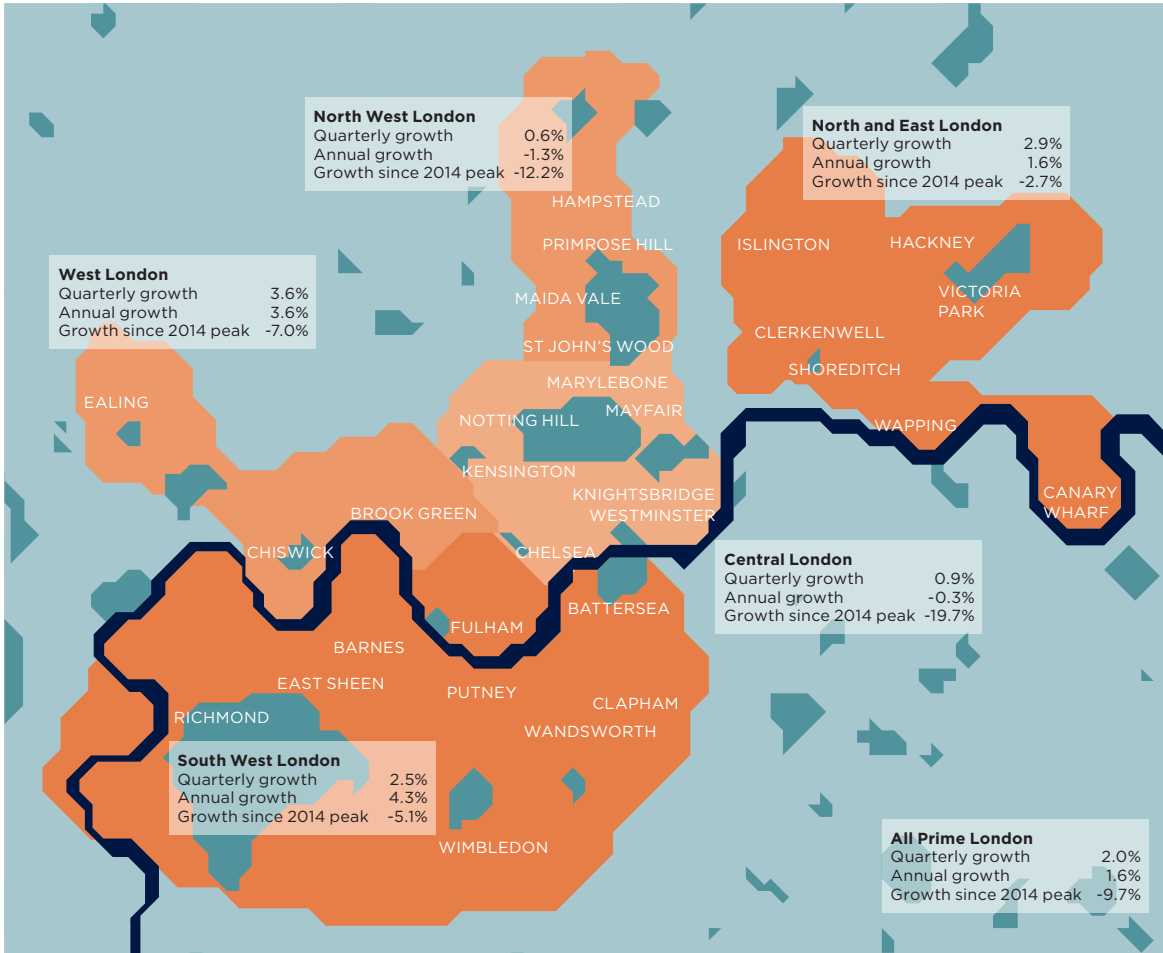 North West London
Quarterly growth 0.6%
Annual growth -1.3%
Growth since 2014 peak -12.2%
North and East London
Quarterly growth 2.9%
Annual growth 1.6%
Growth since 2014 peak -2.7%
HAMPSTEAD
PRIMROSE HILL
ISLINGTON
HACKNEY
West London
Quarterly growth 3.6%
Annual growth 3.6%
Growth since 2014 peak -7.0%
MAIDA VALE
VICTORIA
PARK
CLERKENWELL
ST JOHN'S WOOD
SHOREDITCH
MARYLEBONE
EALING
MAYFAIR
NOTTING HILL
WAPPING
KENSINGTON
KNIGHTSBRIDGE
CANARY
WHARF
BROOK GREEN
WESTMINSTER
CHISWICK
CHELSEA
Central London
Quarterly growth 0.9%
Annual growth -0.3%
Growth since 2014 peak -19.7%
BATTERSEA
FULHAM
BARNES
EAST SHEEN
PUTNEY
CLAPHAM
RICHMOND
WANDSWORTH
South West London
Quarterly growth 2.5%
Annual growth 4.3%
Growth since 2014 peak -5.1%
WIMBLEDON
All Prime London
Quarterly growth 2.0%
Annual growth 1.6%
Growth since 2014 peak -9.7%